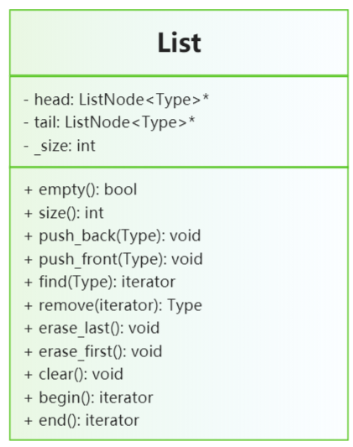 List
- head: ListNode<Type>*
- tail: ListNode<Type>*
- _size: int
+ empty(): bool
+ size(): int
+ push_back(Type): void
+ push_front(Type): void
+ find(Type): iterator
+ remove(iterator): Type
+ erase_last(): void
+ erase_first(): void
+ clear(): void
+ begin(): iterator
+ end(): iterator